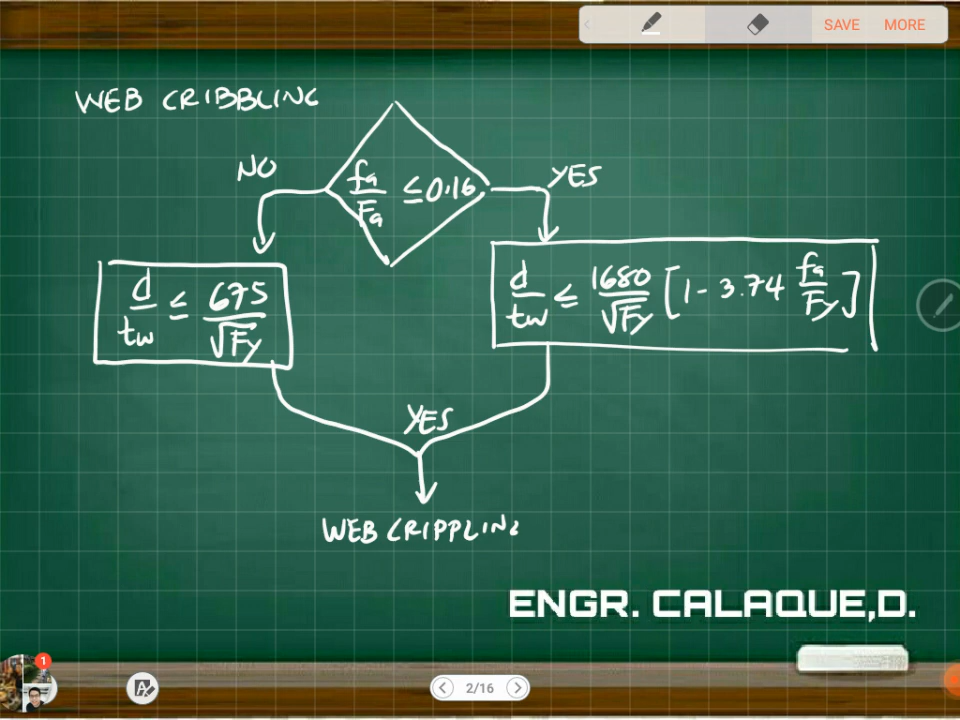 SAVE MORE
WEB CRIBBLING
NO
fa/Fa ≤ 0.16
YES
d/tw ≤ 675/√Fy
d/tw ≤ 1680/√Fy [1 - 3.74 fa/Fy]
YES
WEB CRIPPLING
ENGR. CALAQUE,D.
1
2/16